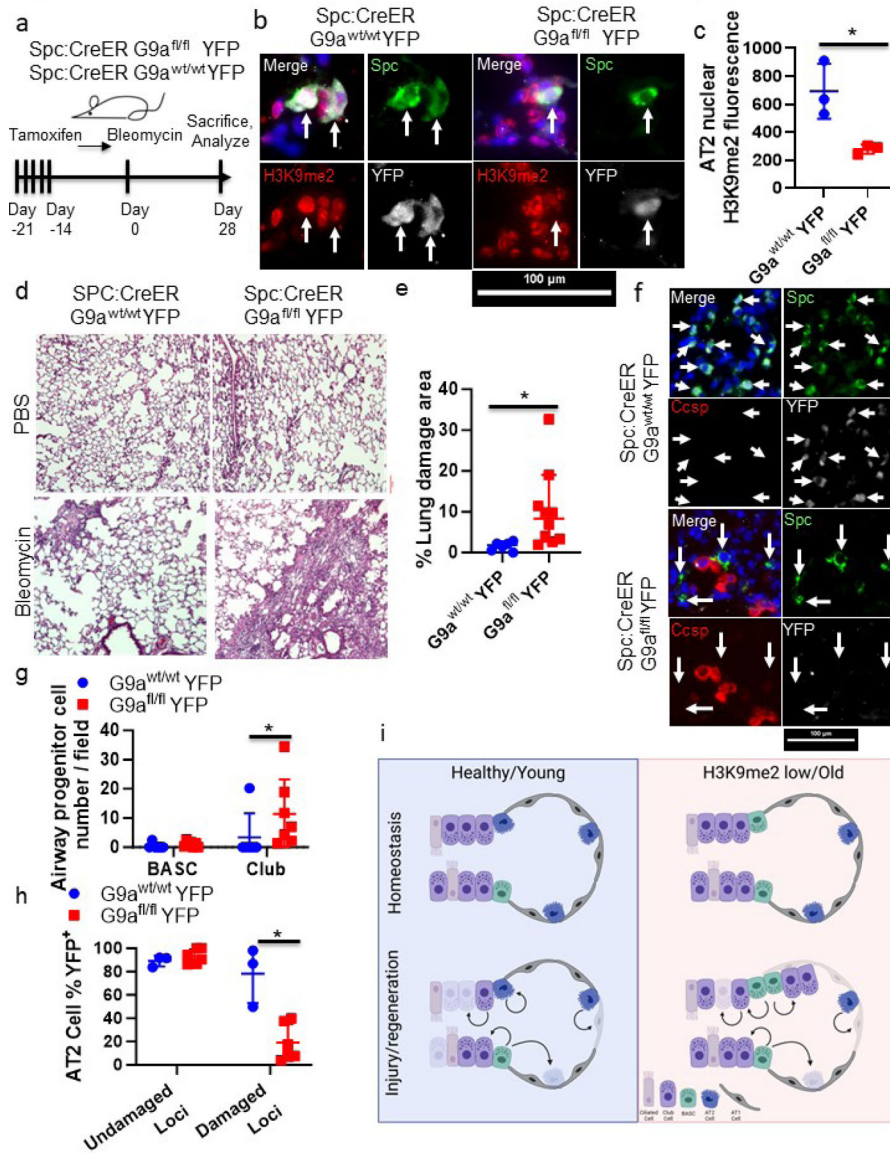 a
Spc:CreER G9a^fl/fl YFP
Spc:CreER G9a^wt/wt YFP
Tamoxifen
Bleomycin
Sacrifice,
Analyze
Day
-21
Day
-14
Day
0
Day
28
b
Spc:CreER
G9a^wt/wt YFP
Spc:CreER
G9a^fl/fl YFP
Merge
Spc
Merge
Spc
H3K9me2
YFP
H3K9me2
YFP
100 µm
c
*
AT2 nuclear
H3K9me2 fluorescence
1000
800
600
400
200
0
G9a^wt/wt YFP
G9a^fl/fl YFP
d
SPC:CreER
G9a^wt/wt YFP
Spc:CreER
G9a^fl/fl YFP
PBS
Bleomycin
e
*
% Lung damage area
40
30
20
10
0
G9a^wt/wt YFP
G9a^fl/fl YFP
f
Spc:CreER
G9a^wt/wt YFP
Merge
Spc
Ccsp
YFP
Spc:CreER
G9a^fl/fl YFP
Merge
Spc
Ccsp
YFP
100 µm
g
G9a^wt/wt YFP
G9a^fl/fl YFP
Airway progenitor cell
number / field
40
30
20
10
0
*
BASC
Club
h
G9a^wt/wt YFP
G9a^fl/fl YFP
AT2 Cell % YFP⁺
100
80
60
40
20
0
*
Undamaged
Loci
Damaged
Loci
i
Healthy/Young
H3K9me2 low/Old
Homeostasis
Injury/regeneration
Ciliated
Cell
Club
Cell
BASC
AT2
Cell
AT1
Cell